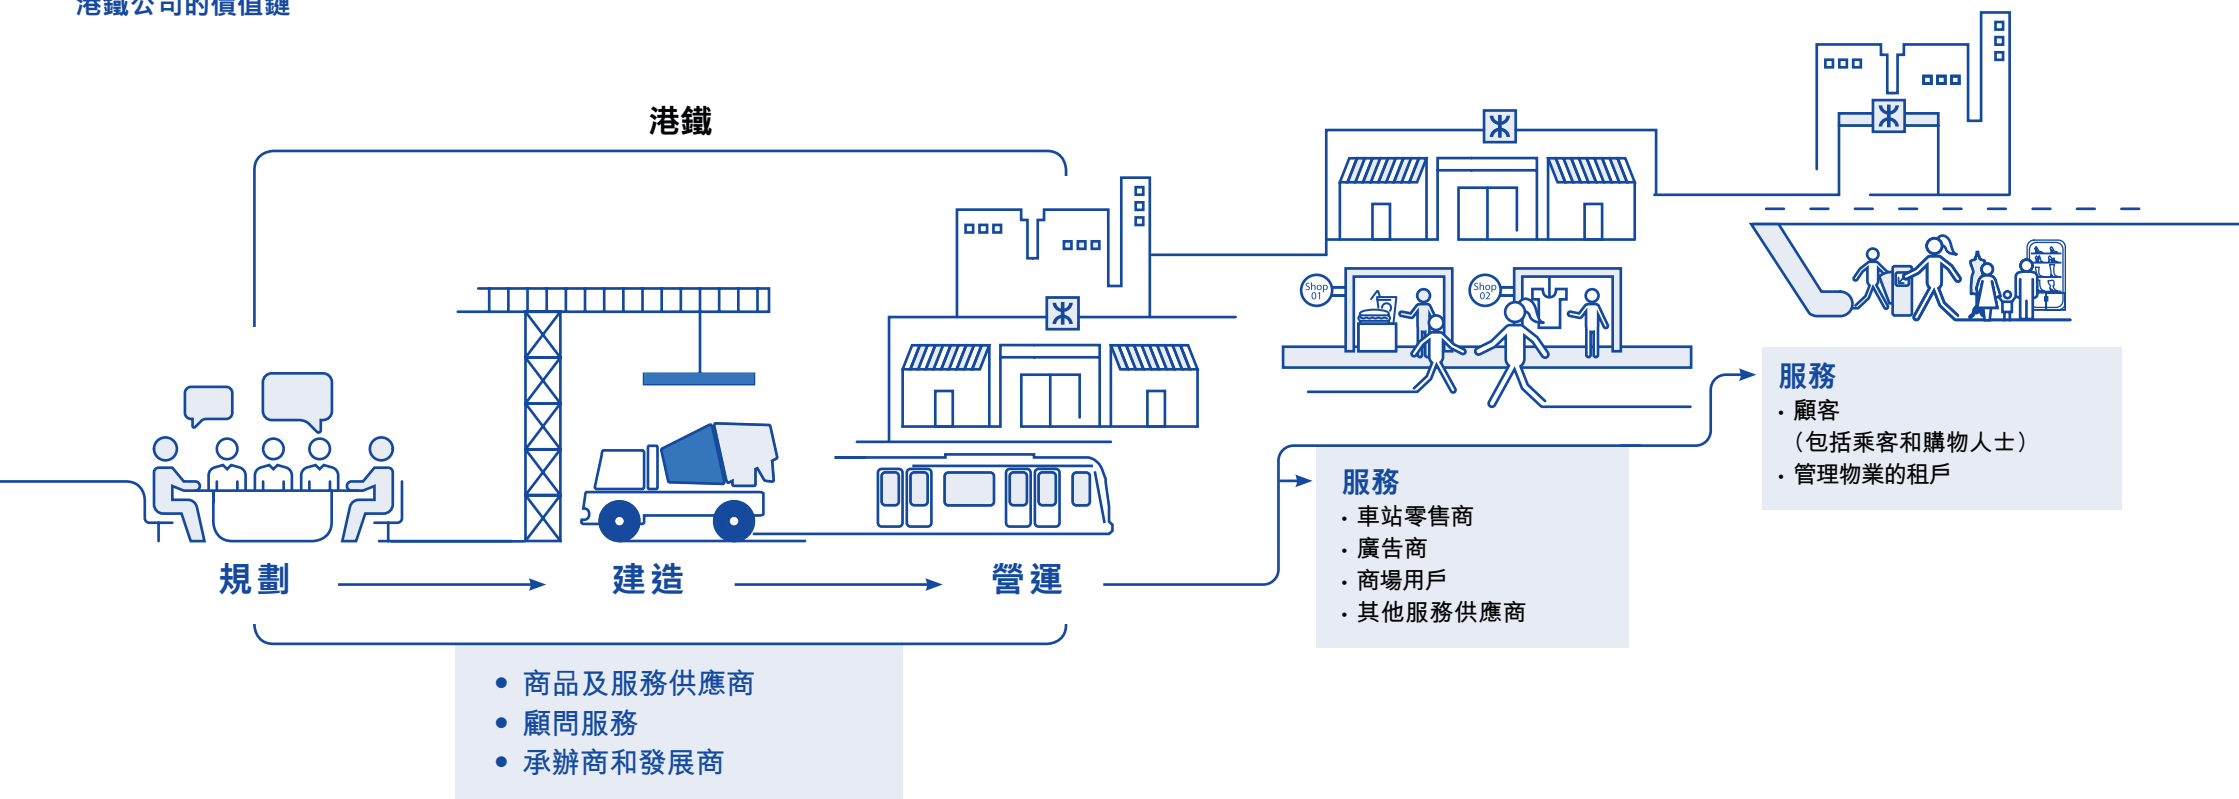 港鐵公司的價值鏈
港鐵
Shop
01
Shop
02
規劃
建造
營運
• 商品及服務供應商
• 顧問服務
• 承辦商和發展商
服務
• 車站零售商
• 廣告商
• 商場用戶
• 其他服務供應商
服務
• 顧客
（包括乘客和購物人士）
• 管理物業的租戶